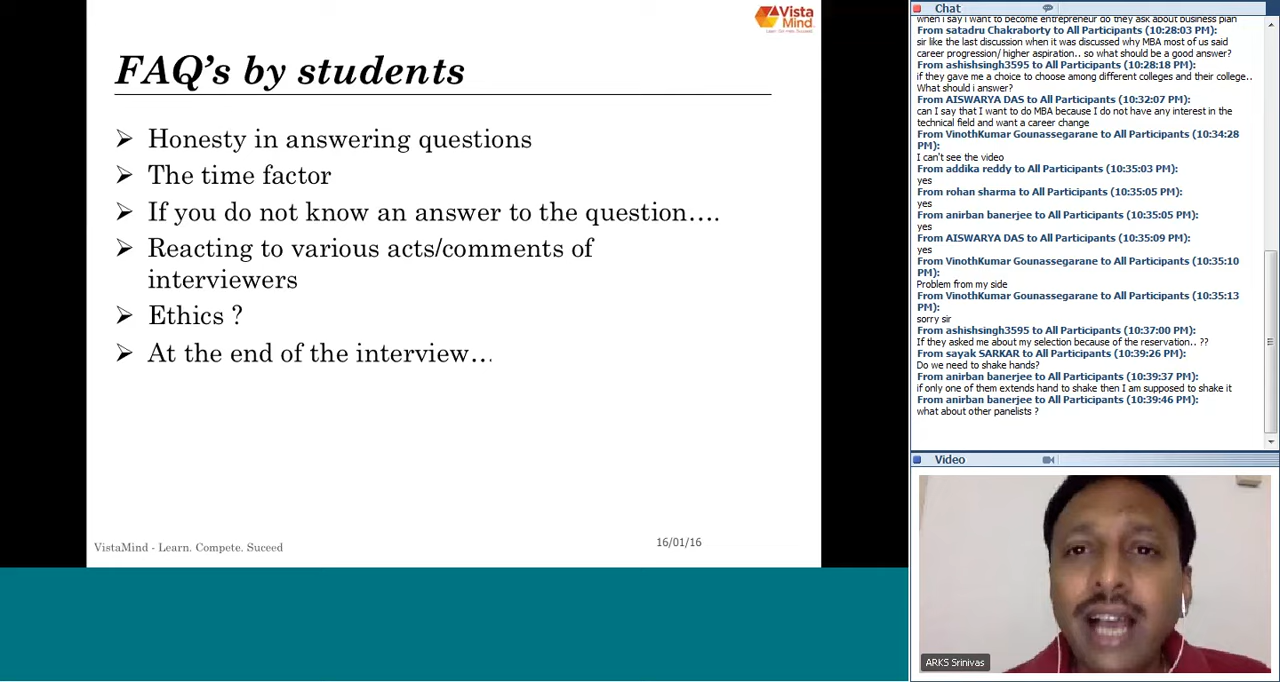 Vista
Mind
Learn. Compete. Succeed
FAQ's by students
Honesty in answering questions
The time factor
If you do not know an answer to the question….
Reacting to various acts/comments of
interviewers
Ethics ?
At the end of the interview…
VistaMind - Learn. Compete. Suceed
16/01/16
Chat
when i say i want to become entrepreneur do they ask about business plan
From satadru Chakraborty to All Participants (10:28:03 PM):
sir like the last discussion when it was discussed why MBA most of us said
career progression/ higher aspiration.. so what should be a good answer?
From ashishsingh3595 to All Participants (10:28:18 PM):
if they gave me a choice to choose among different colleges and their college..
What should i answer?
From AISWARYA DAS to All Participants (10:32:07 PM):
can I say that I want to do MBA because I do not have any interest in the
technical field and want a career change
From VinothKumar Gounassegarane to All Participants (10:34:28
PM):
I can't see the video
From addika reddy to All Participants (10:35:03 PM):
yes
From rohan sharma to All Participants (10:35:05 PM):
yes
From anirban banerjee to All Participants (10:35:05 PM):
yes
From AISWARYA DAS to All Participants (10:35:09 PM):
yes
From VinothKumar Gounassegarane to All Participants (10:35:10
PM):
Problem from my side
From VinothKumar Gounassegarane to All Participants (10:35:13
PM):
sorry sir
From ashishsingh3595 to All Participants (10:37:00 PM):
If they asked me about my selection because of the reservation.. ??
From sayak SARKAR to All Participants (10:39:26 PM):
Do we need to shake hands?
From anirban banerjee to All Participants (10:39:37 PM):
if only one of them extends hand to shake then I am supposed to shake it
From anirban banerjee to All Participants (10:39:46 PM):
what about other panelists ?
Video
ARKS Srinivas